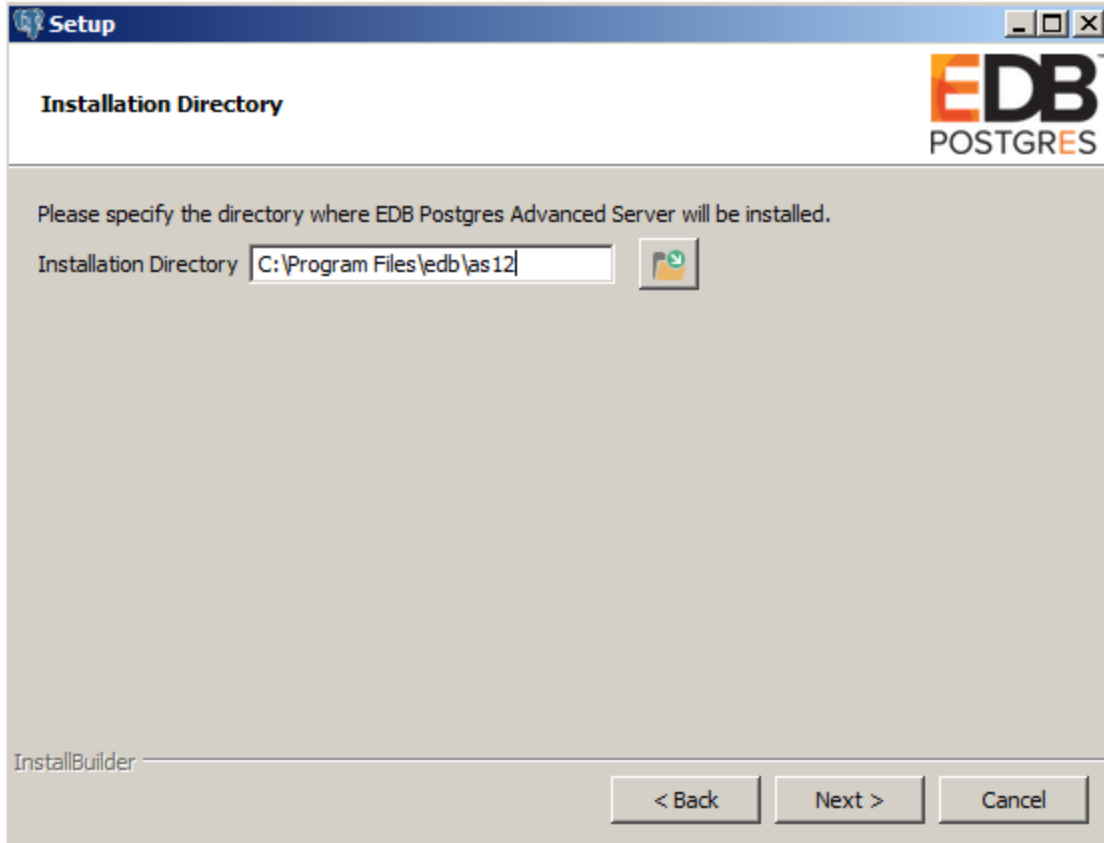 Setup
Installation Directory
EDB
POSTGRES
Please specify the directory where EDB Postgres Advanced Server will be installed.
Installation Directory C:\Program Files\edb\as12
InstallBuilder
< Back Next > Cancel